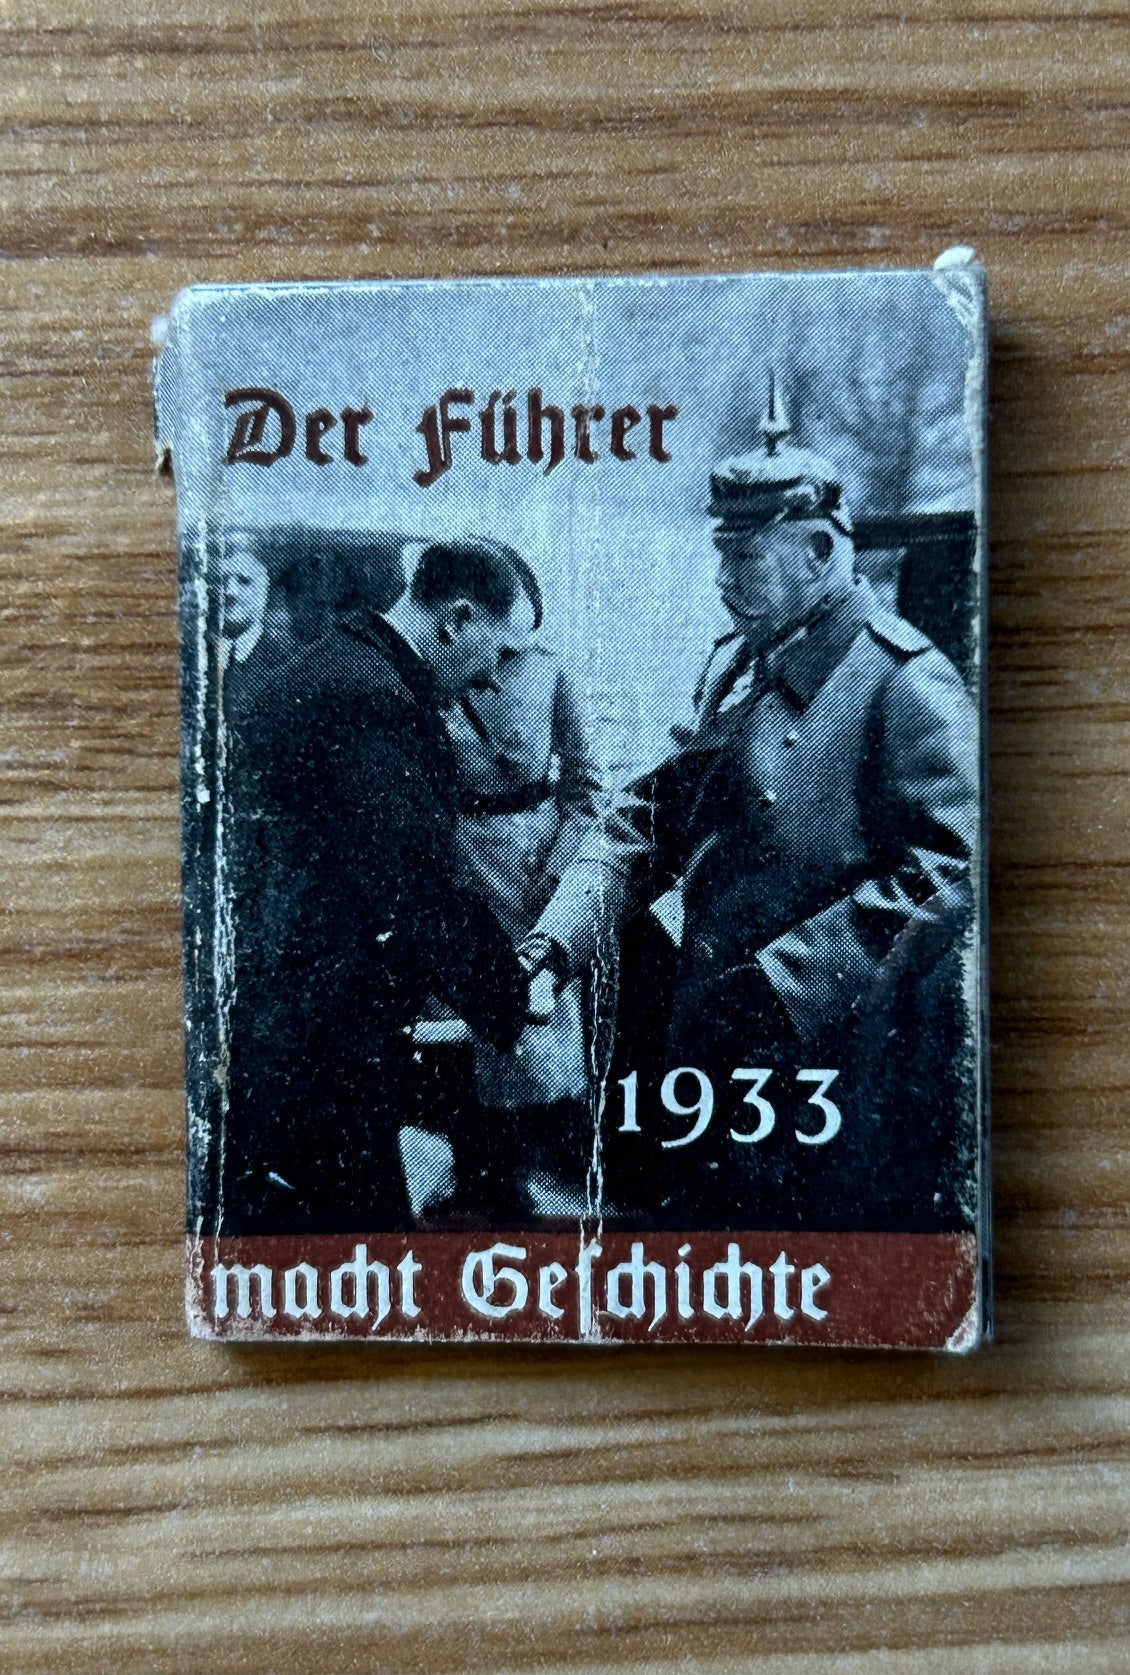 Der Führer
1933
macht Geſchichte